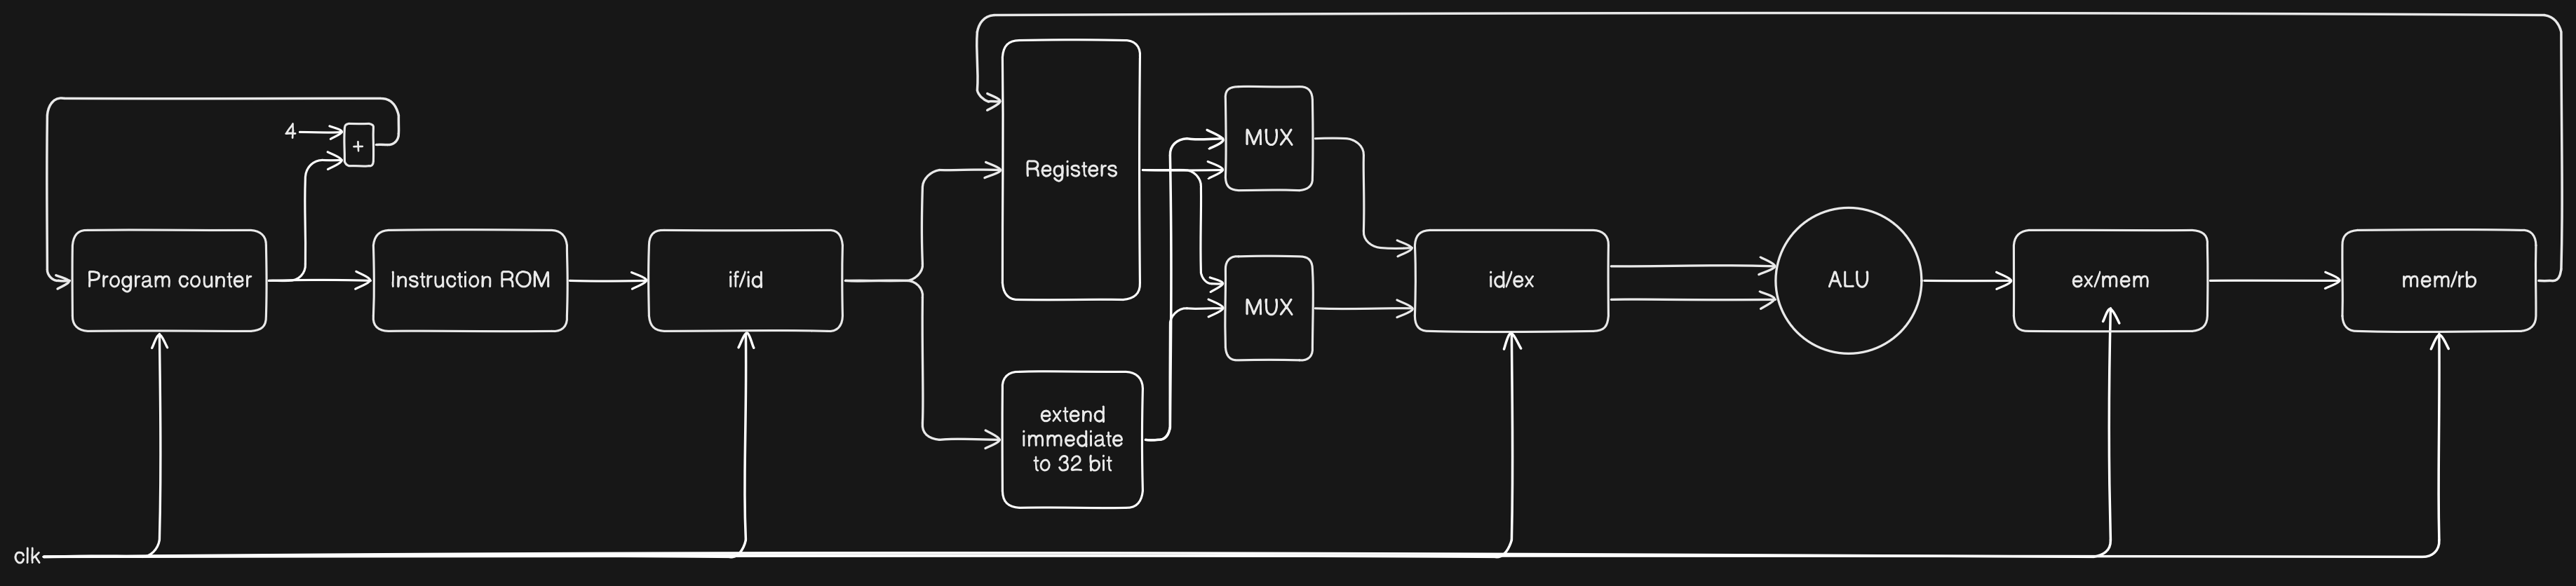 4
+
Program counter
Instruction ROM
if/id
Registers
extend
immediate
to 32 bit
MUX
MUX
id/ex
ALU
ex/mem
mem/rb
clk